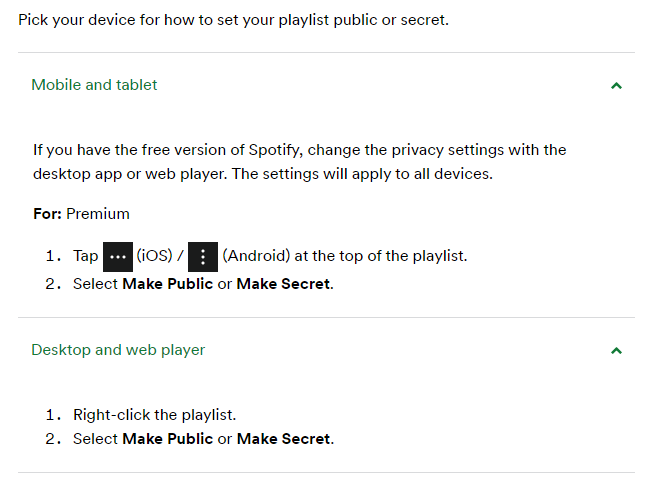 Pick your device for how to set your playlist public or secret.
Mobile and tablet
If you have the free version of Spotify, change the privacy settings with the
desktop app or web player. The settings will apply to all devices.
For: Premium
1. Tap ... (iOS) / ⋮ (Android) at the top of the playlist.
2. Select Make Public or Make Secret.
Desktop and web player
1. Right-click the playlist.
2. Select Make Public or Make Secret.